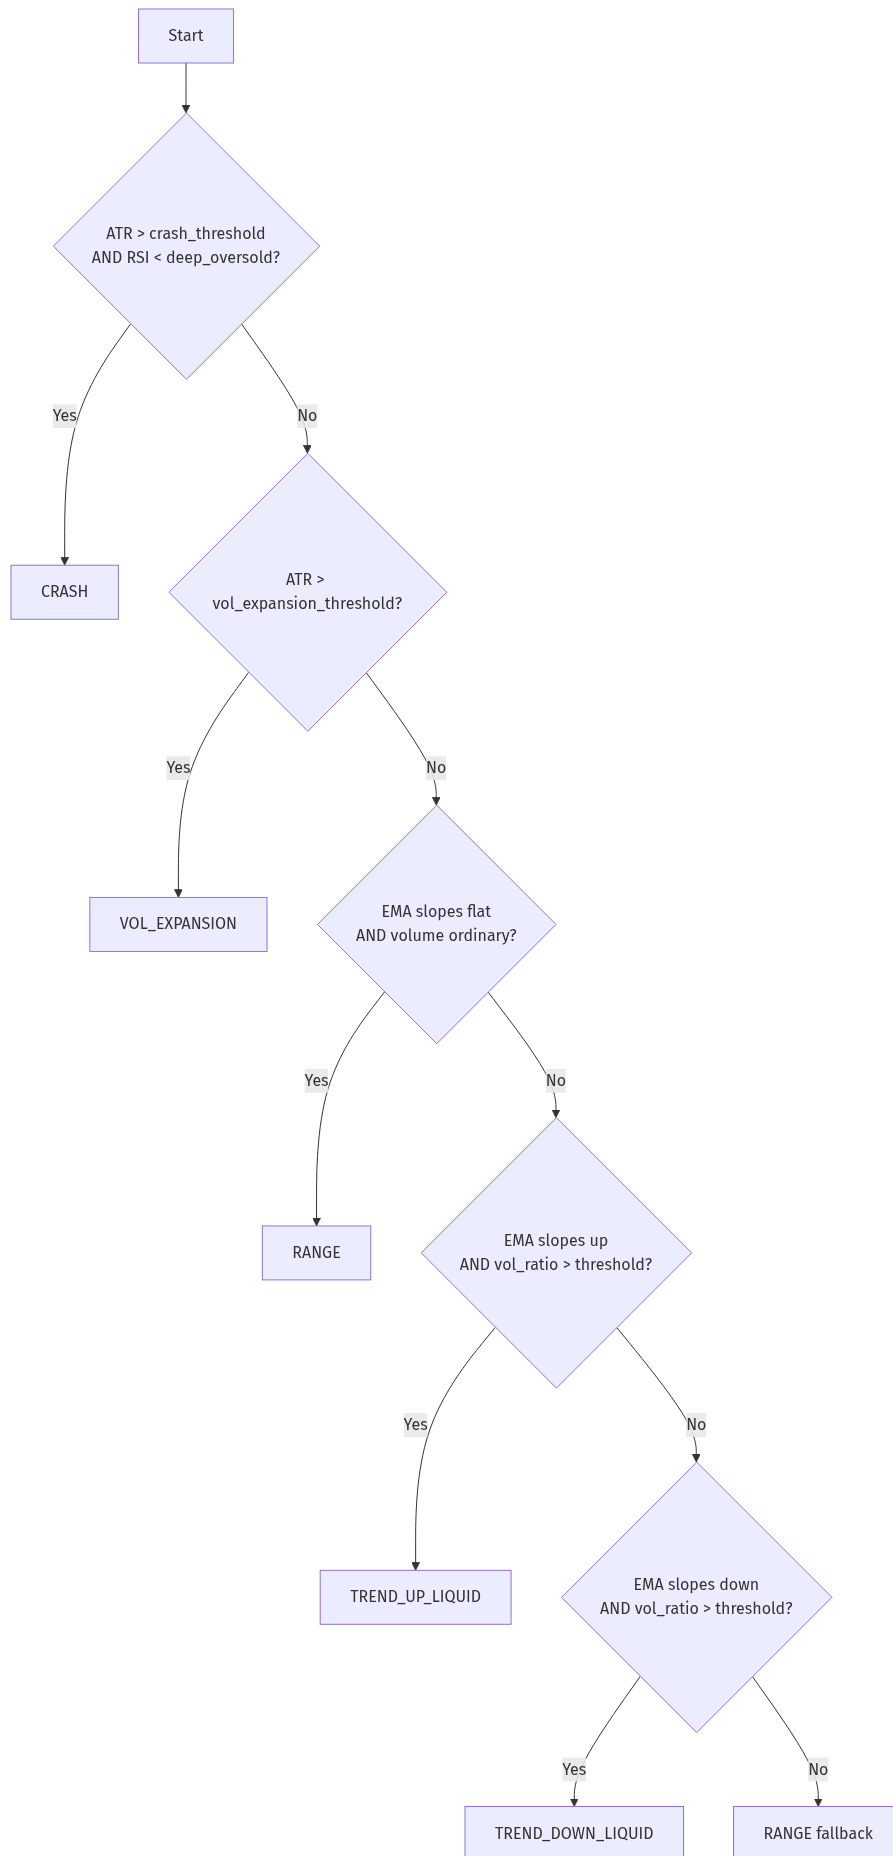 Start
ATR > crash_threshold
AND RSI < deep_oversold?
Yes
No
CRASH
ATR >
vol_expansion_threshold?
Yes
No
VOL_EXPANSION
EMA slopes flat
AND volume ordinary?
Yes
No
RANGE
EMA slopes up
AND vol_ratio > threshold?
Yes
No
TREND_UP_LIQUID
EMA slopes down
AND vol_ratio > threshold?
Yes
No
TREND_DOWN_LIQUID
RANGE fallback